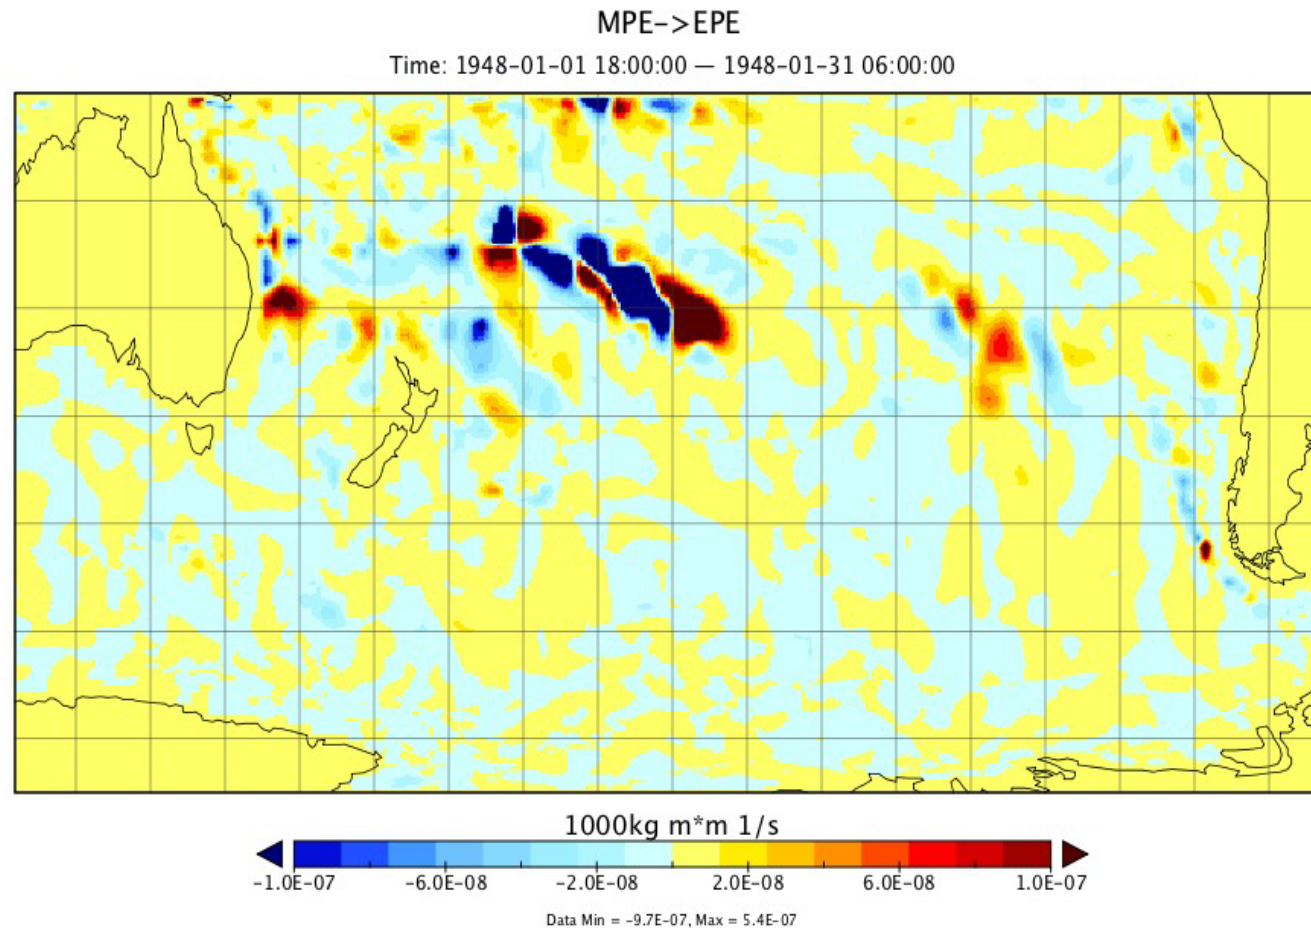 MPE->EPE
Time: 1948-01-01 18:00:00 — 1948-01-31 06:00:00
1000kg m*m 1/s
-1.0E-07 -6.0E-08 -2.0E-08 2.0E-08 6.0E-08 1.0E-07
Data Min = -9.7E-07, Max = 5.4E-07